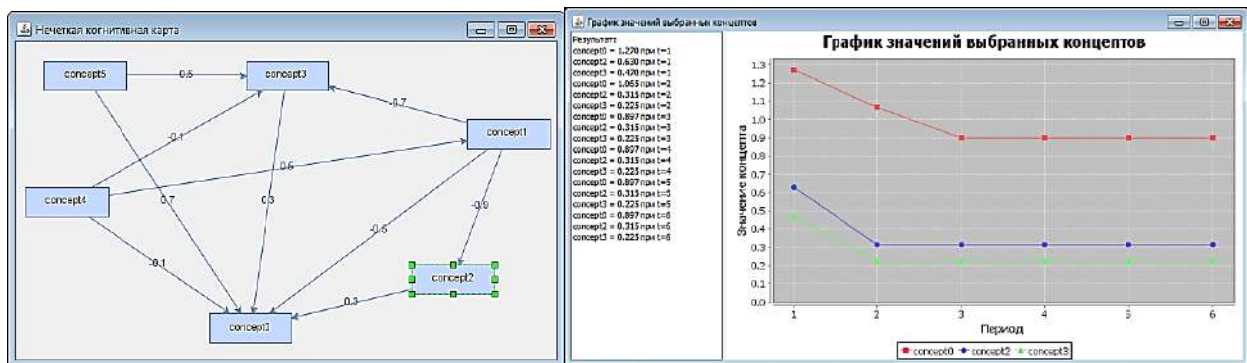 Нечеткая когнитивная карта
concept5
0.5
concept3
-0.7
concept1
-0.1
0.5
concept4
0.7
0.3
-0.5
-0.9
-0.1
concept2
0.3
concept0
График значений выбранных концептов
Результаты
concept0 = 1.270 при t=1
concept2 = 0.630 при t=1
concept3 = 0.470 при t=1
concept0 = 1.065 при t=2
concept2 = 0.315 при t=2
concept3 = 0.225 при t=2
concept0 = 0.897 при t=3
concept2 = 0.315 при t=3
concept3 = 0.225 при t=3
concept0 = 0.897 при t=4
concept2 = 0.315 при t=4
concept3 = 0.225 при t=4
concept0 = 0.897 при t=5
concept2 = 0.315 при t=5
concept3 = 0.225 при t=5
concept0 = 0.897 при t=6
concept2 = 0.315 при t=6
concept3 = 0.225 при t=6
График значений выбранных концептов
Значение концепта
1.3
1.2
1.1
1.0
0.9
0.8
0.7
0.6
0.5
0.4
0.3
0.2
0.1
0.0
1 2 3 4 5 6
Период
concept0 concept2 concept3